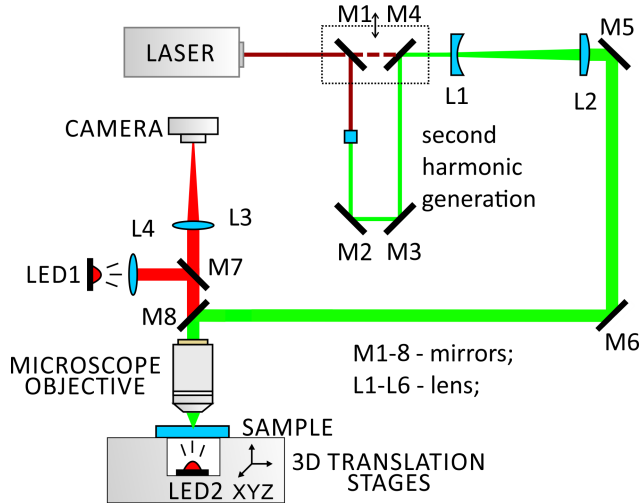 M1
M4
M5
LASER
L1
L2
CAMERA
second
harmonic
generation
L3
L4
M2
M3
LED1
M7
M8
M6
MICROSCOPE
OBJECTIVE
M1-8 - mirrors;
L1-L6 - lens;
SAMPLE
3D TRANSLATION
STAGES
LED2
XYZ